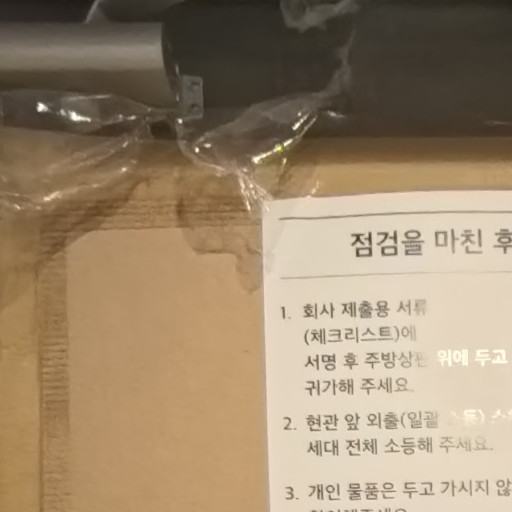 점검을 마친 후
1. 회사 제출용 서류
(체크리스트)에
서명 후 주방상판 위에 두고
귀가해 주세요.
2. 현관 앞 외출(일괄 소등)
세대 전체 소등해 주세요.
3. 개인 물품은 두고 가시지 않